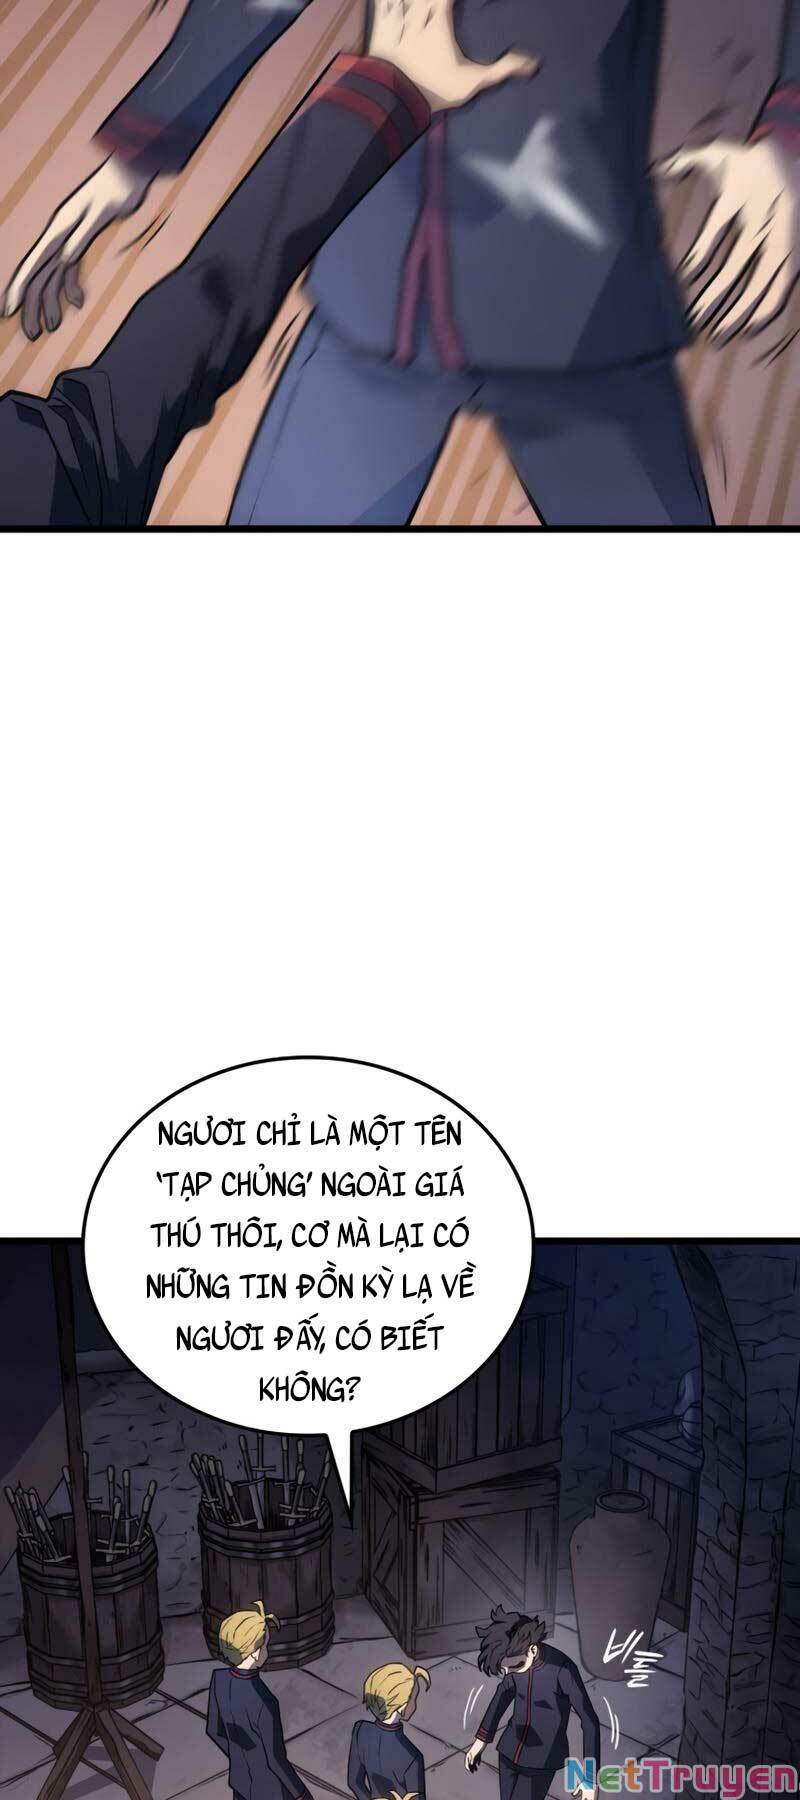 NGƯƠI CHỈ LÀ MỘT TÊN
'TẠP CHỦNG' NGOÀI GIÁ
THÚ THÔI, CƠ MÀ LẠI CÓ
NHỮNG TIN ĐỒN KỲ LẠ VỀ
NGƯƠI ĐẤY, CÓ BIẾT
KHÔNG?
비틀
NetTruyen